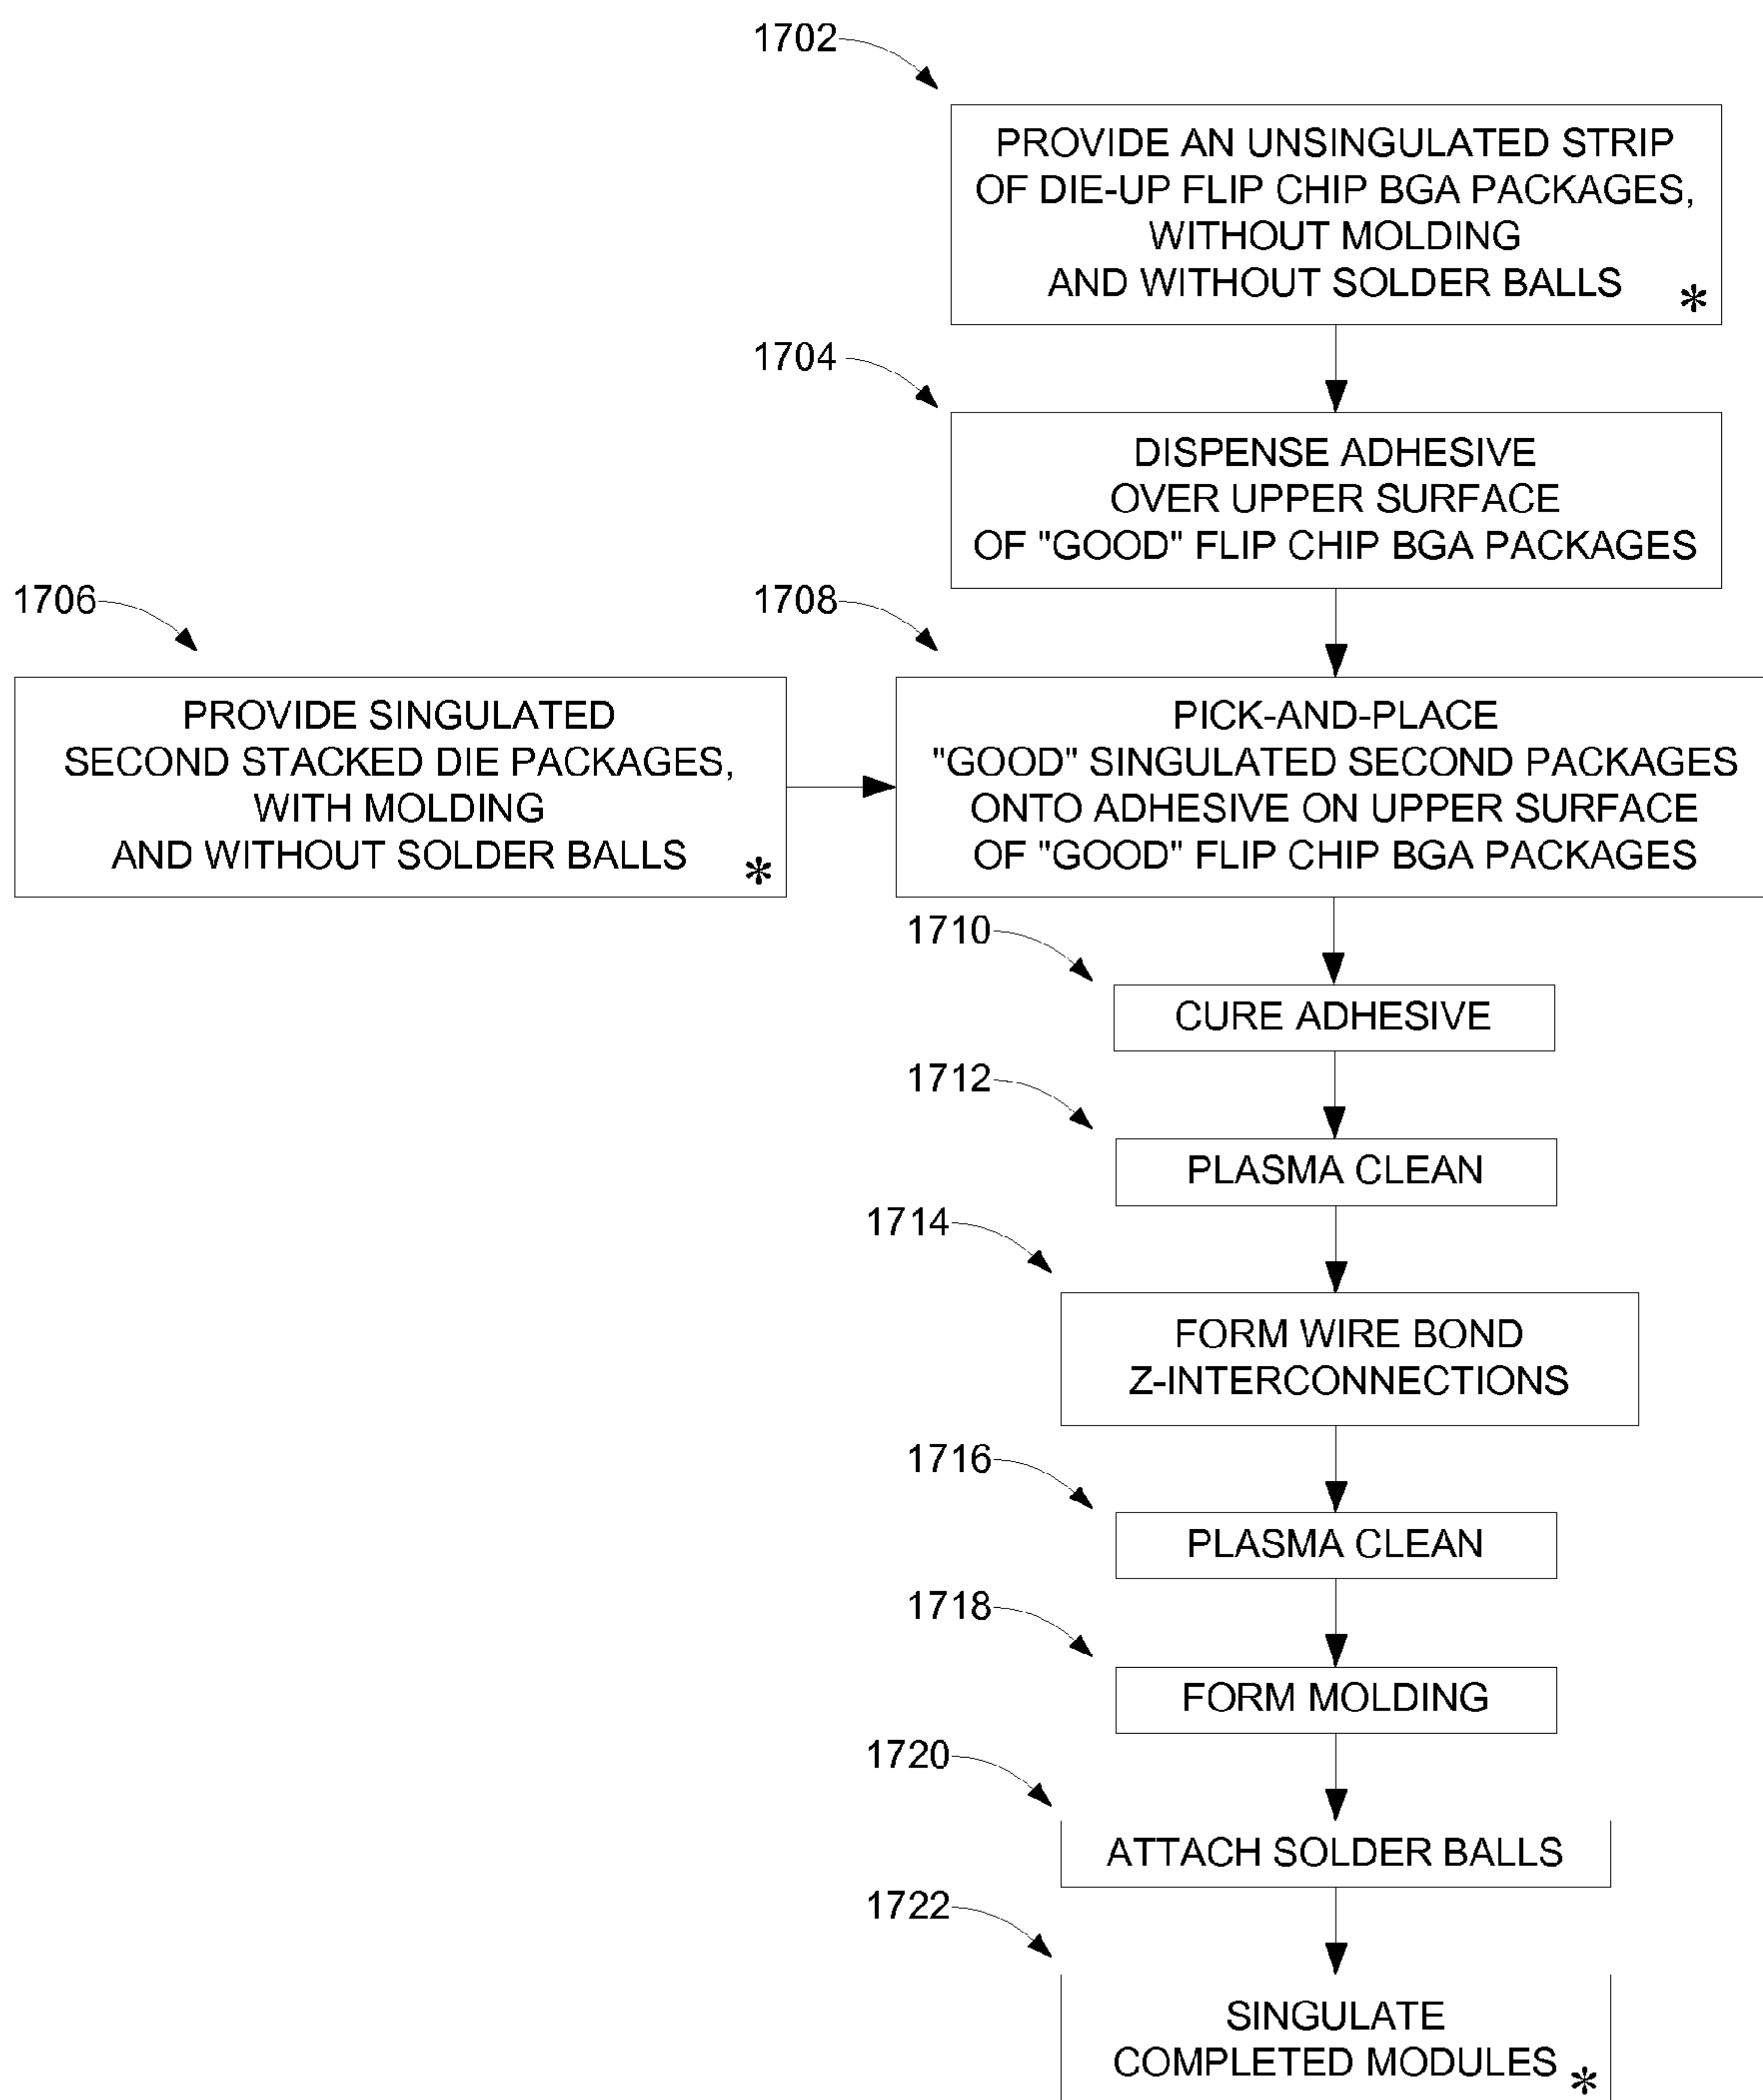 1702
PROVIDE AN UNSINGULATED STRIP
OF DIE-UP FLIP CHIP BGA PACKAGES,
WITHOUT MOLDING
AND WITHOUT SOLDER BALLS *
1704
DISPENSE ADHESIVE
OVER UPPER SURFACE
OF "GOOD" FLIP CHIP BGA PACKAGES
1706
PROVIDE SINGULATED
SECOND STACKED DIE PACKAGES,
WITH MOLDING
AND WITHOUT SOLDER BALLS *
1708
PICK-AND-PLACE
"GOOD" SINGULATED SECOND PACKAGES
ONTO ADHESIVE ON UPPER SURFACE
OF "GOOD" FLIP CHIP BGA PACKAGES
1710
CURE ADHESIVE
1712
PLASMA CLEAN
1714
FORM WIRE BOND
Z-INTERCONNECTIONS
1716
PLASMA CLEAN
1718
FORM MOLDING
1720
ATTACH SOLDER BALLS
1722
SINGULATE
COMPLETED MODULES *